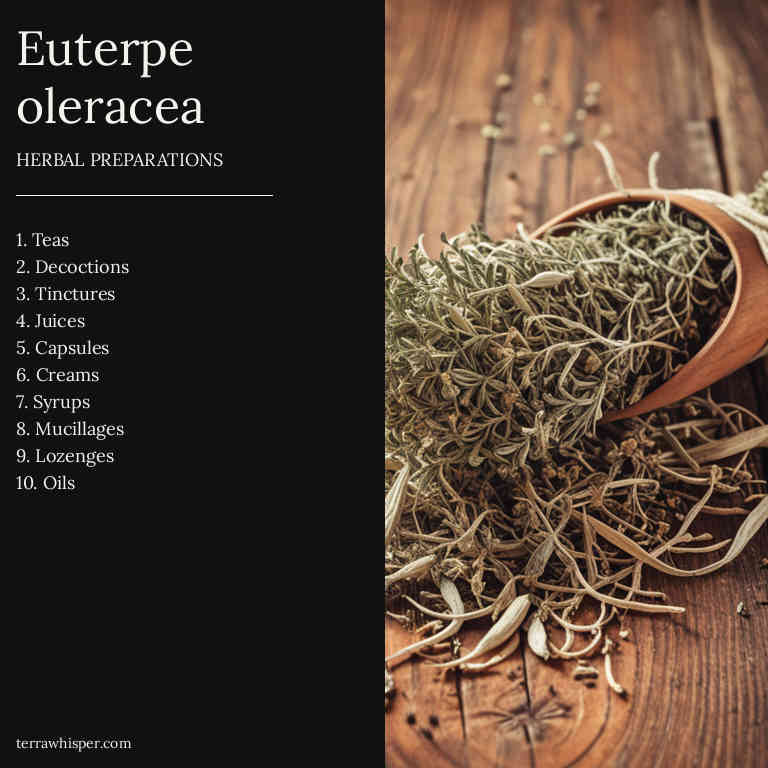 Euterpe
oleracea
HERBAL PREPARATIONS
1. Teas
2. Decoctions
3. Tinctures
4. Juices
5. Capsules
6. Creams
7. Syrups
8. Mucillages
9. Lozenges
10. Oils
terrawhisper.com